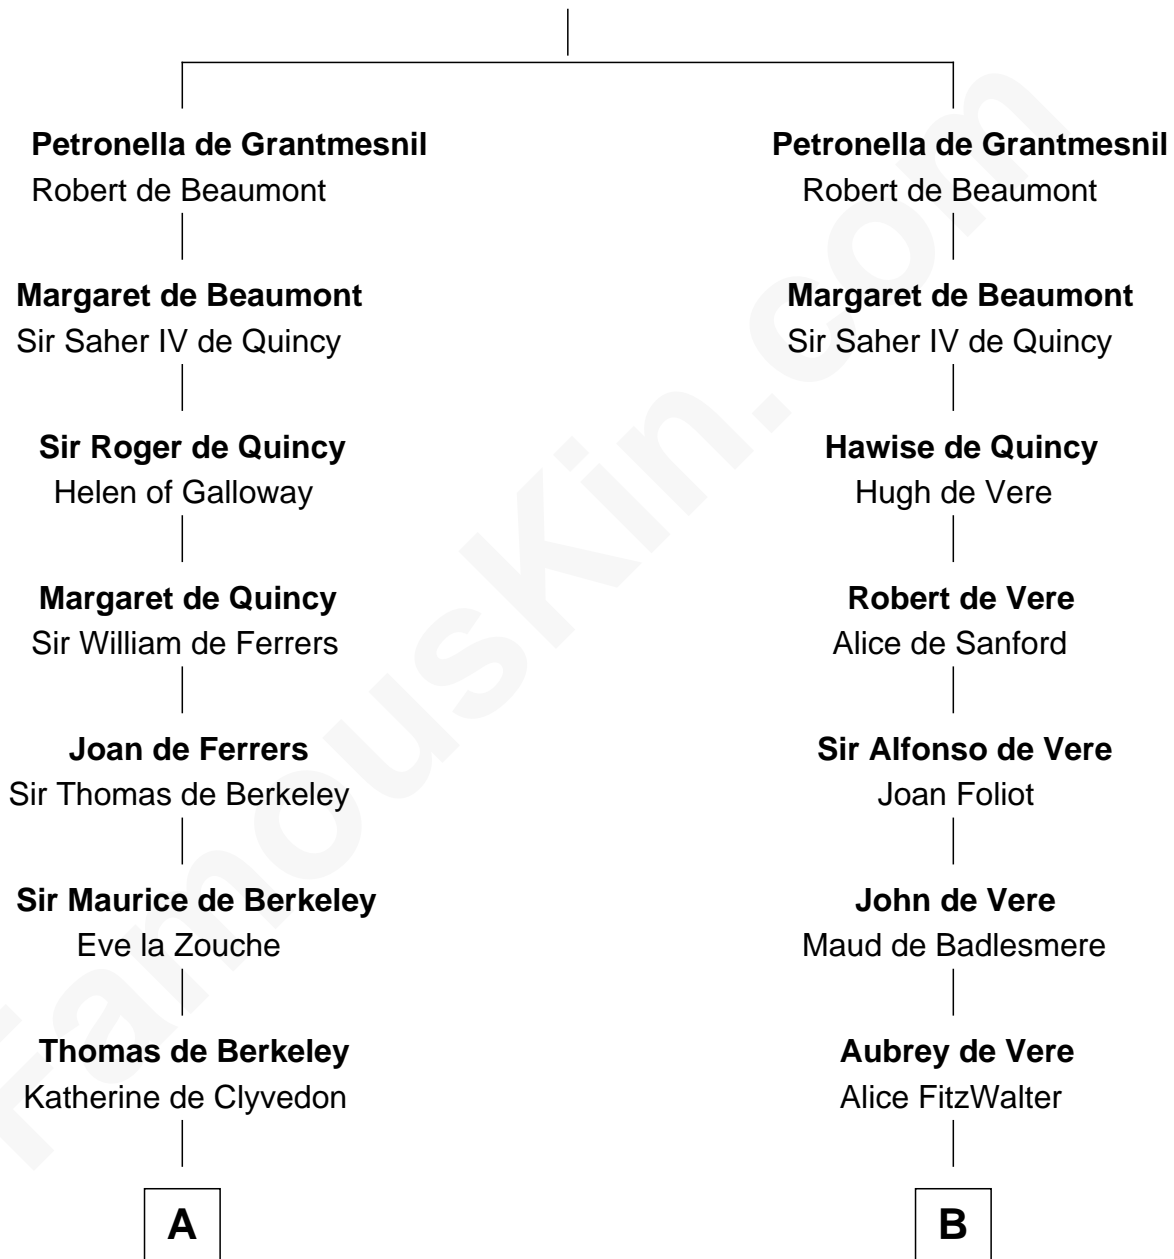 Petronella de Grantmesnil
Robert de Beaumont
Margaret de Beaumont
Sir Saher IV de Quincy
Sir Roger de Quincy
Helen of Galloway
Margaret de Quincy
Sir William de Ferrers
Joan de Ferrers
Sir Thomas de Berkeley
Sir Maurice de Berkeley
Eve la Zouche
Thomas de Berkeley
Katherine de Clyvedon
A
Petronella de Grantmesnil
Robert de Beaumont
Margaret de Beaumont
Sir Saher IV de Quincy
Hawise de Quincy
Hugh de Vere
Robert de Vere
Alice de Sanford
Sir Alfonso de Vere
Joan Foliot
John de Vere
Maud de Badlesmere
Aubrey de Vere
Alice FitzWalter
B
FamousKin.com